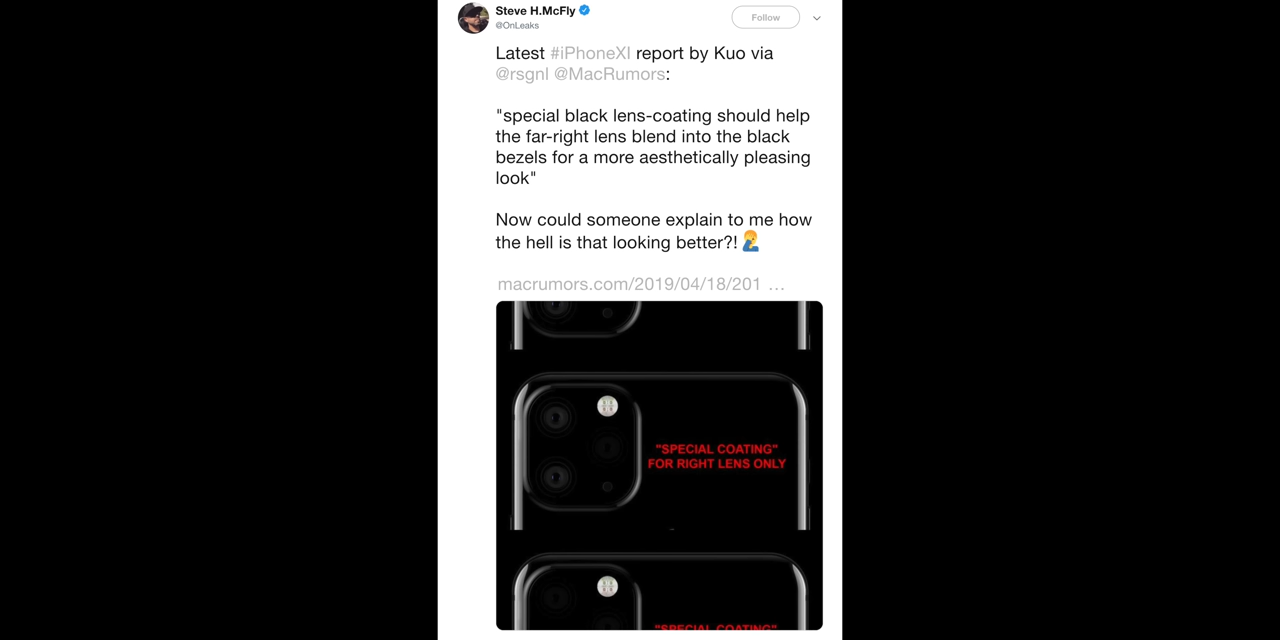 Steve H.McFly
@OnLeaks
Follow
Latest #iPhoneXI report by Kuo via
@rsgnl @MacRumors:
"special black lens-coating should help
the far-right lens blend into the black
bezels for a more aesthetically pleasing
look"
Now could someone explain to me how
the hell is that looking better?! 🤦‍♂️
macrumors.com/2019/04/18/201 …
"SPECIAL COATING"
FOR RIGHT LENS ONLY
"SPECIAL COATING"